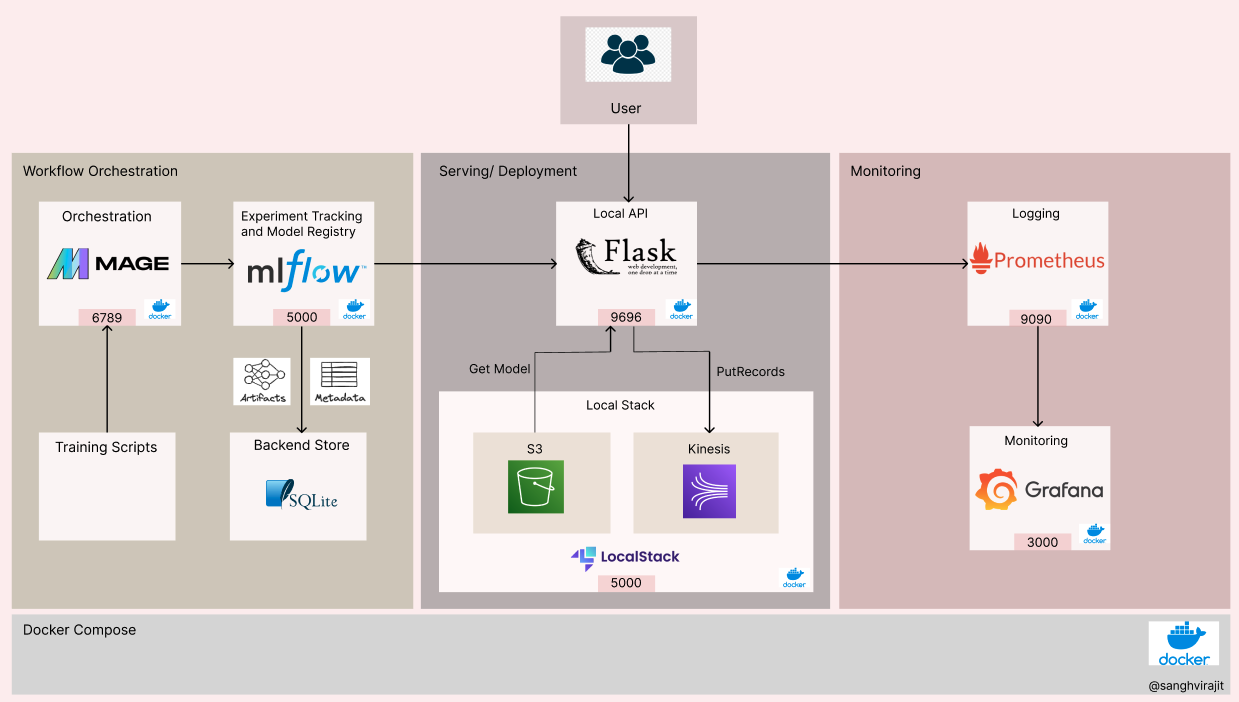 User
Workflow Orchestration
Orchestration
MAGE
6789
docker
Experiment Tracking
and Model Registry
mlflow™
5000
docker
Artifacts
Metadata
Training Scripts
Backend Store
SQLite
Serving/ Deployment
Local API
Flask
web development,
one drop at a time
9696
docker
Get Model
PutRecords
Local Stack
S3
Kinesis
LocalStack
5000
docker
Monitoring
Logging
Prometheus
9090
docker
Monitoring
Grafana
3000
docker
Docker Compose
docker
@sanghvirajit